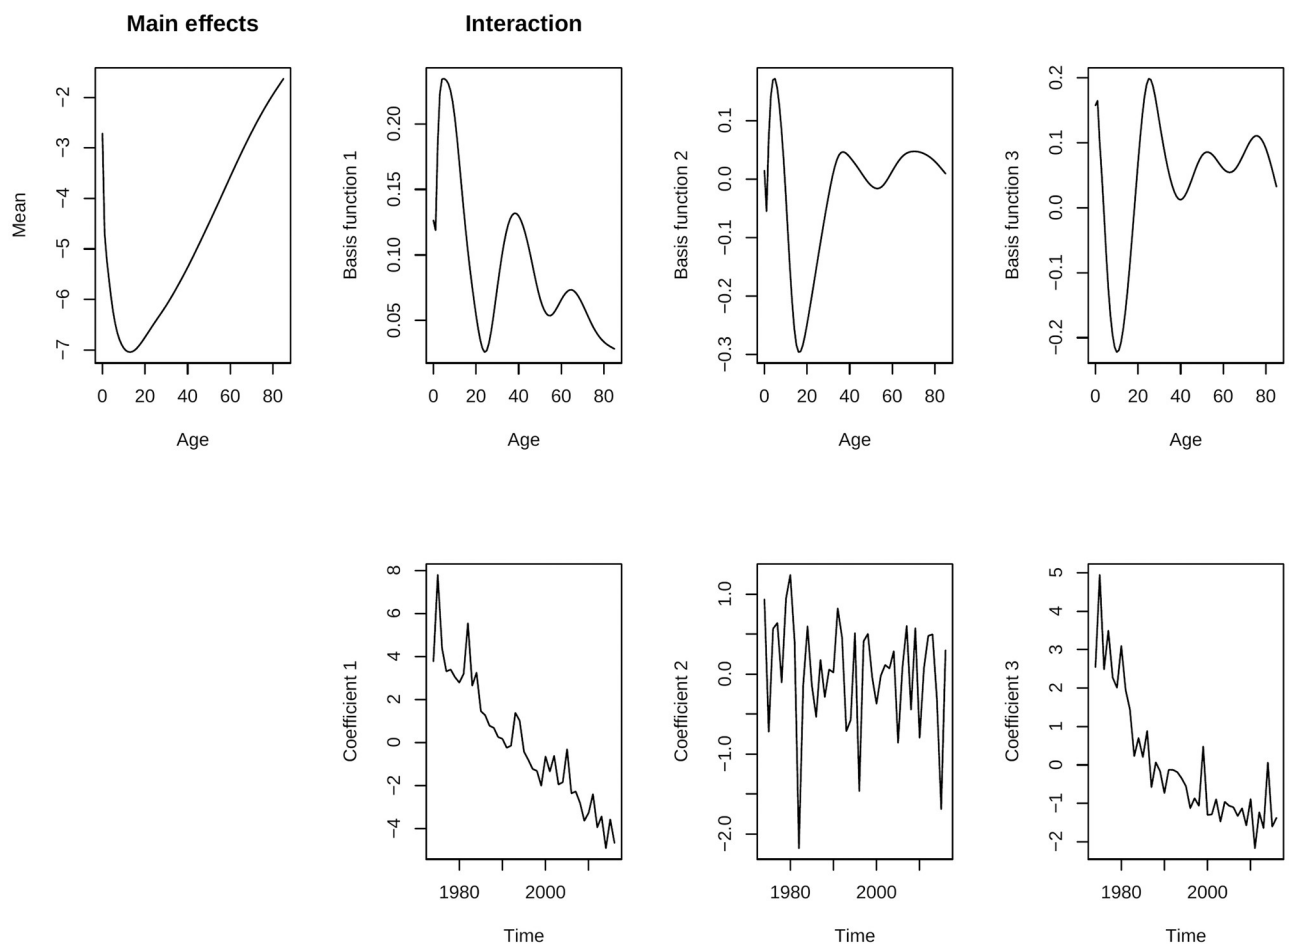 Main effects
Interaction
Mean
−2
−3
−4
−5
−6
−7
0 20 40 60 80
Age
Basis function 1
0.20
0.15
0.10
0.05
0 20 40 60 80
Age
Basis function 2
0.1
0.0
−0.1
−0.2
−0.3
0 20 40 60 80
Age
Basis function 3
0.2
0.1
0.0
−0.1
−0.2
0 20 40 60 80
Age
Coefficient 1
8
6
4
2
0
−2
−4
1980 2000
Time
Coefficient 2
1.0
0.0
−1.0
−2.0
1980 2000
Time
Coefficient 3
5
4
3
2
1
0
−1
−2
1980 2000
Time